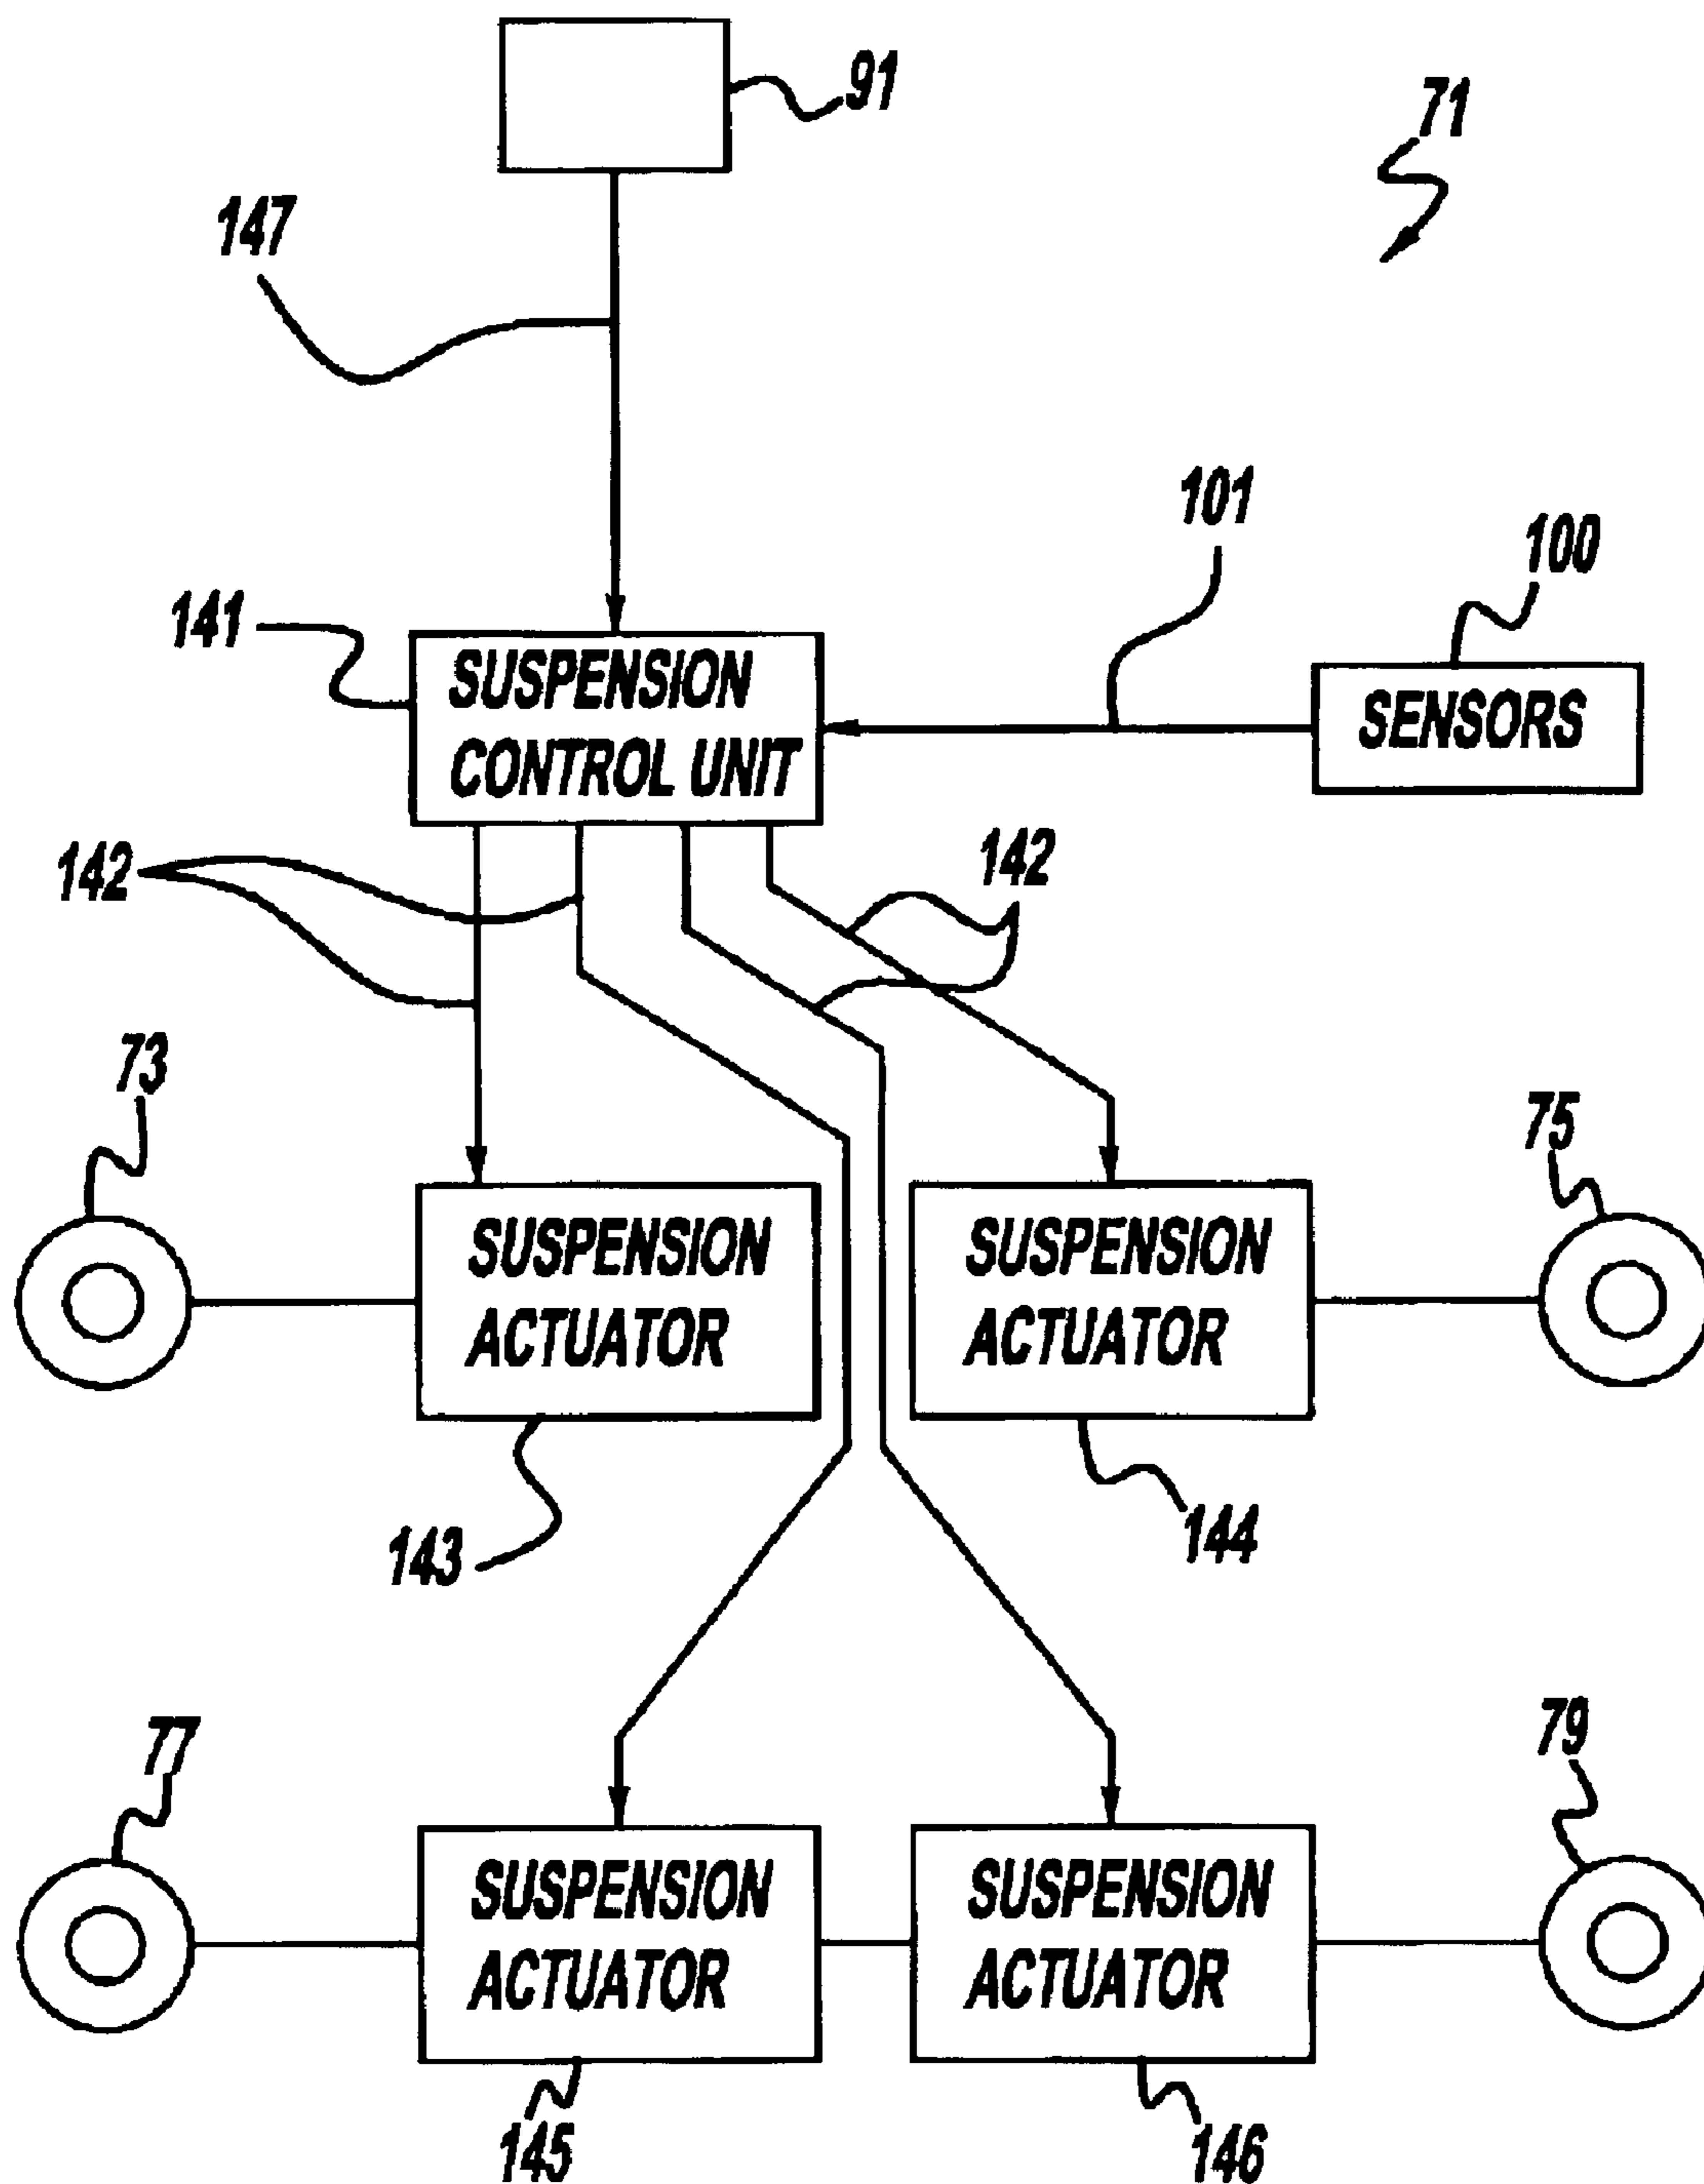 91
71
147
101
100
141
SUSPENSION
CONTROL UNIT
SENSORS
142
142
73
75
SUSPENSION
ACTUATOR
SUSPENSION
ACTUATOR
143
144
77
79
SUSPENSION
ACTUATOR
SUSPENSION
ACTUATOR
145
146